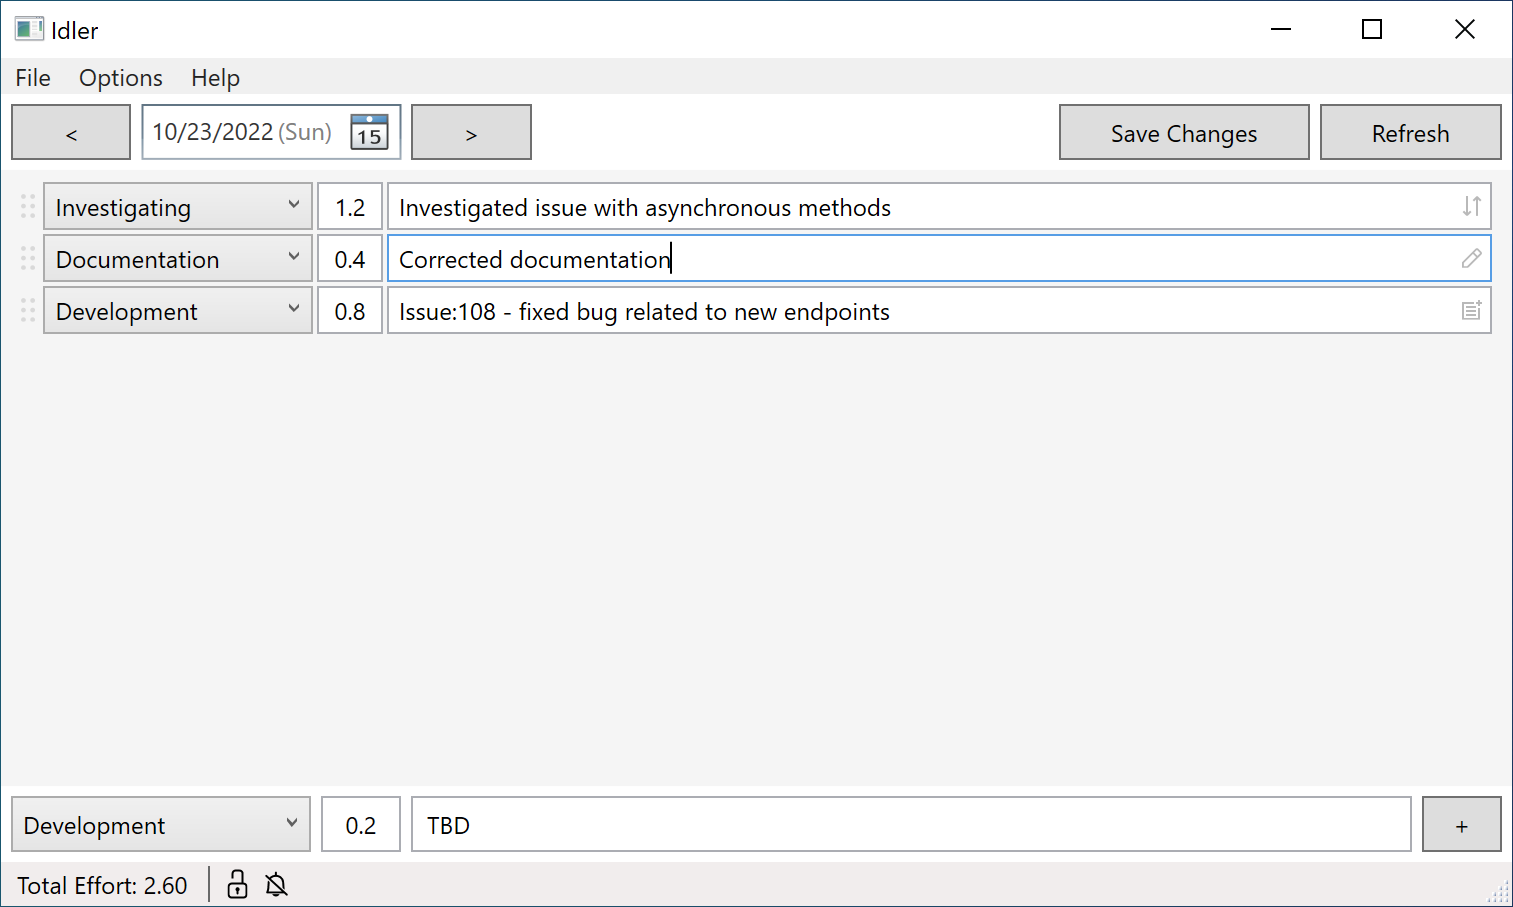 Idler
File Options Help
< 10/23/2022 (Sun) 15 > Save Changes Refresh
Investigating 1.2 Investigated issue with asynchronous methods
Documentation 0.4 Corrected documentation
Development 0.8 Issue:108 - fixed bug related to new endpoints
Development 0.2 TBD +
Total Effort: 2.60